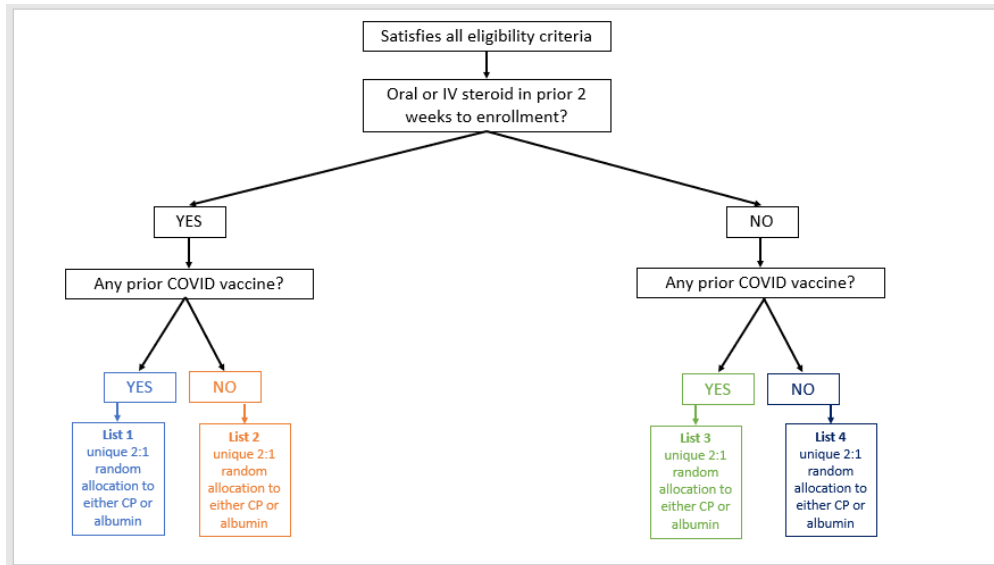 Satisfies all eligibility criteria
Oral or IV steroid in prior 2
weeks to enrollment?
YES
NO
Any prior COVID vaccine?
Any prior COVID vaccine?
YES
NO
YES
NO
List 1
unique 2:1
random
allocation to
either CP or
albumin
List 2
unique 2:1
random
allocation to
either CP or
albumin
List 3
unique 2:1
random
allocation to
either CP or
albumin
List 4
unique 2:1
random
allocation to
either CP or
albumin